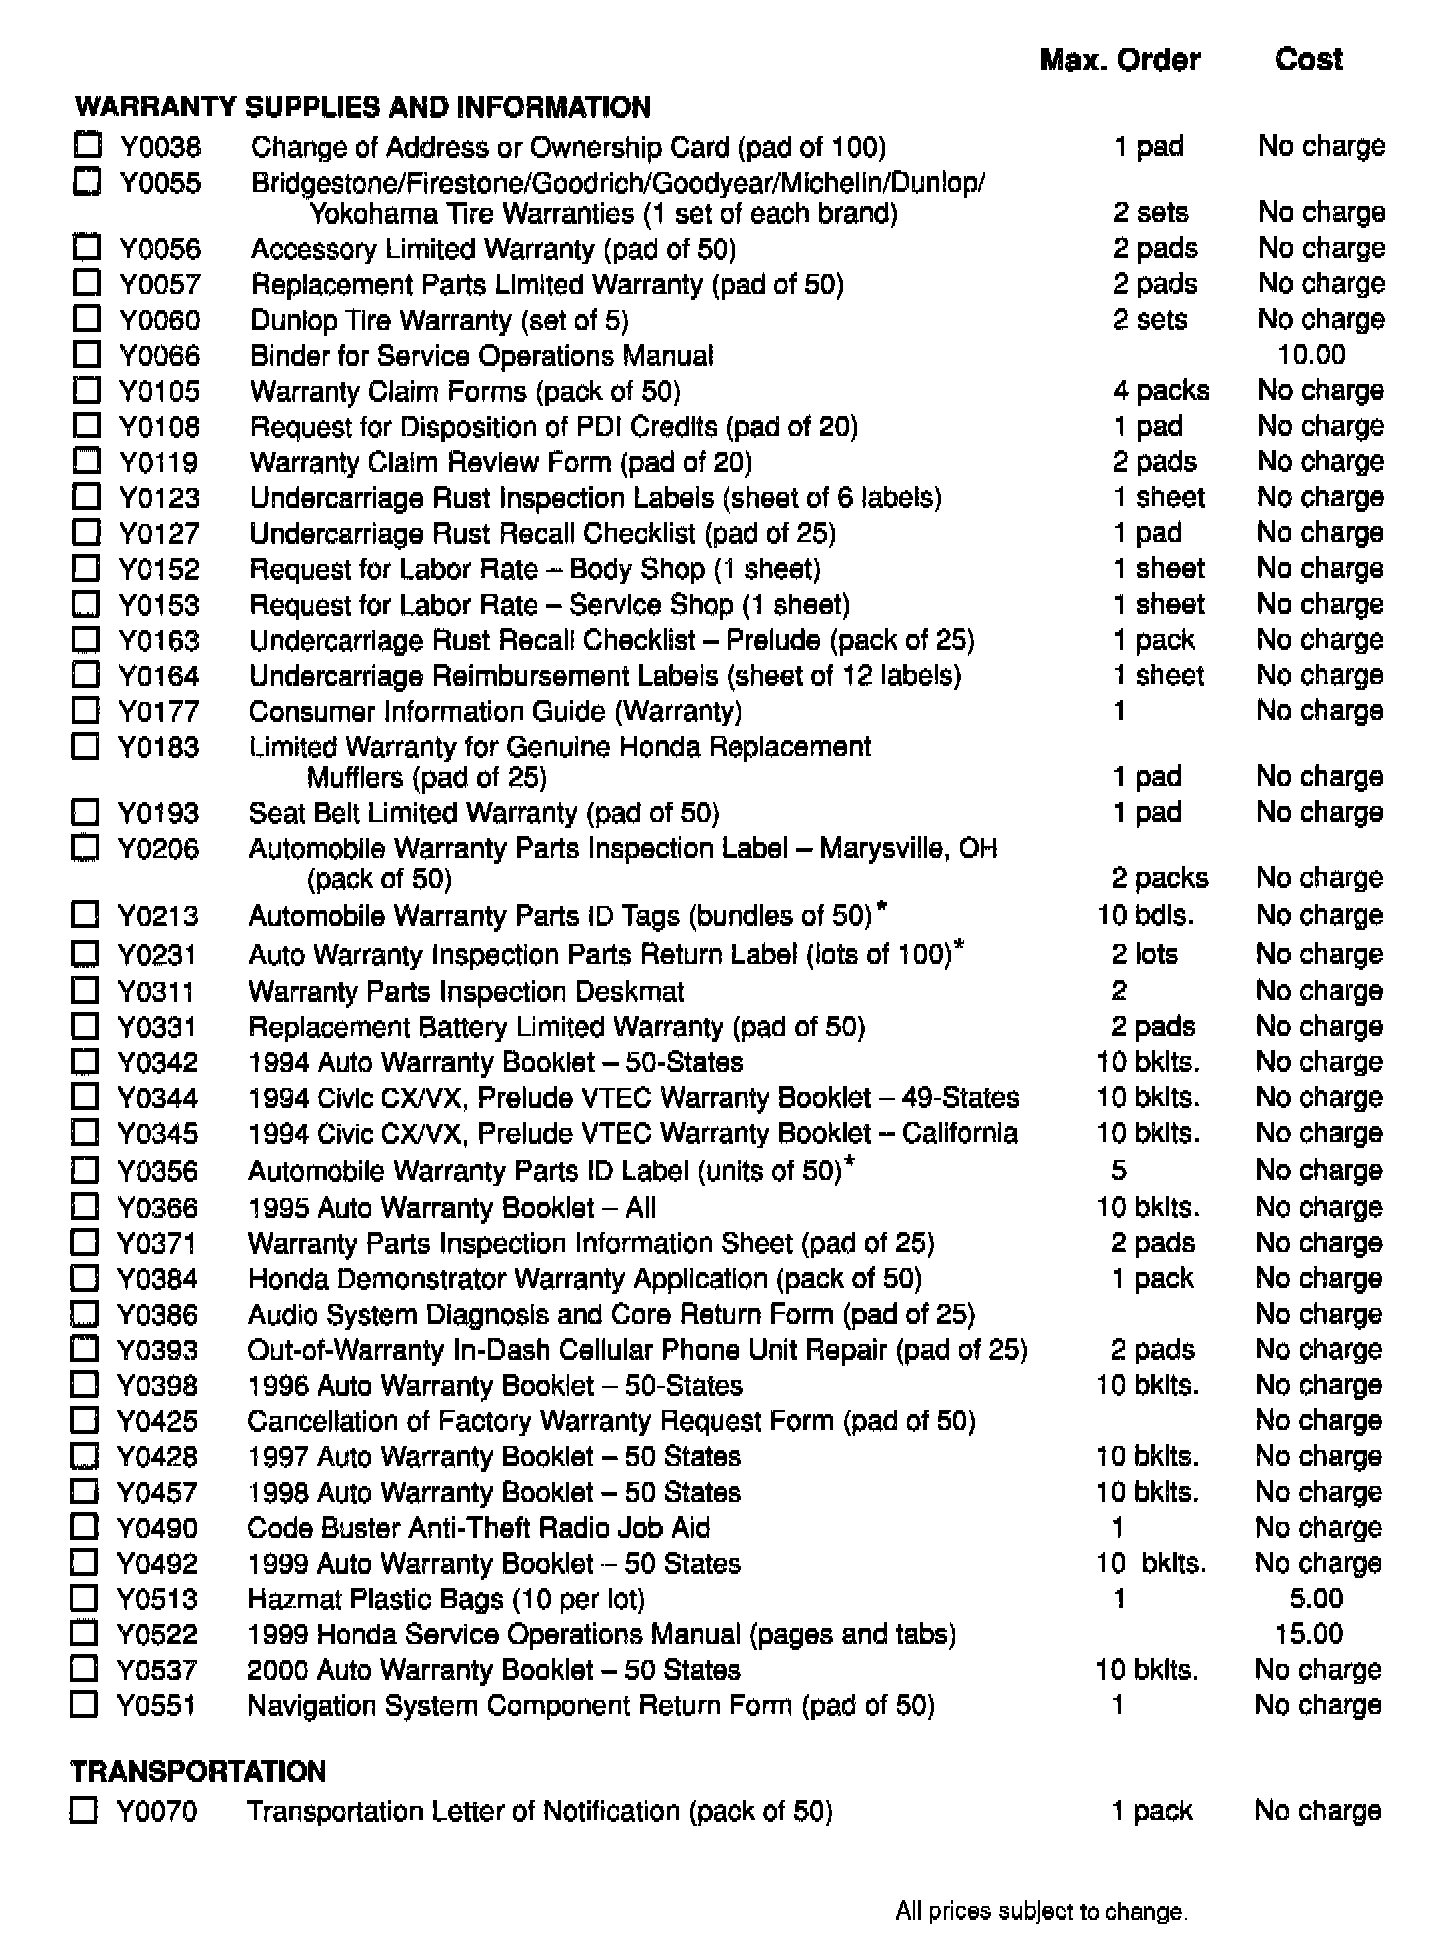 Max. Order Cost
WARRANTY SUPPLIES AND INFORMATION
Y0038 Change of Address or Ownership Card (pad of 100) 1 pad No charge
Y0055 Bridgestone/Firestone/Goodrich/Goodyear/Michelin/Dunlop/
Yokohama Tire Warranties (1 set of each brand) 2 sets No charge
Y0056 Accessory Limited Warranty (pad of 50) 2 pads No charge
Y0057 Replacement Parts Limited Warranty (pad of 50) 2 pads No charge
Y0060 Dunlop Tire Warranty (set of 5) 2 sets No charge
Y0066 Binder for Service Operations Manual 10.00
Y0105 Warranty Claim Forms (pack of 50) 4 packs No charge
Y0108 Request for Disposition of PDI Credits (pad of 20) 1 pad No charge
Y0119 Warranty Claim Review Form (pad of 20) 2 pads No charge
Y0123 Undercarriage Rust Inspection Labels (sheet of 6 labels) 1 sheet No charge
Y0127 Undercarriage Rust Recall Checklist (pad of 25) 1 pad No charge
Y0152 Request for Labor Rate – Body Shop (1 sheet) 1 sheet No charge
Y0153 Request for Labor Rate – Service Shop (1 sheet) 1 sheet No charge
Y0163 Undercarriage Rust Recall Checklist – Prelude (pack of 25) 1 pack No charge
Y0164 Undercarriage Reimbursement Labels (sheet of 12 labels) 1 sheet No charge
Y0177 Consumer Information Guide (Warranty) 1 No charge
Y0183 Limited Warranty for Genuine Honda Replacement
Mufflers (pad of 25) 1 pad No charge
Y0193 Seat Belt Limited Warranty (pad of 50) 1 pad No charge
Y0206 Automobile Warranty Parts Inspection Label – Marysville, OH
(pack of 50) 2 packs No charge
Y0213 Automobile Warranty Parts ID Tags (bundles of 50)* 10 bdls. No charge
Y0231 Auto Warranty Inspection Parts Return Label (lots of 100)* 2 lots No charge
Y0311 Warranty Parts Inspection Deskmat 2 No charge
Y0331 Replacement Battery Limited Warranty (pad of 50) 2 pads No charge
Y0342 1994 Auto Warranty Booklet – 50-States 10 bklts. No charge
Y0344 1994 Civic CX/VX, Prelude VTEC Warranty Booklet – 49-States 10 bklts. No charge
Y0345 1994 Civic CX/VX, Prelude VTEC Warranty Booklet – California 10 bklts. No charge
Y0356 Automobile Warranty Parts ID Label (units of 50)* 5 No charge
Y0366 1995 Auto Warranty Booklet – All 10 bklts. No charge
Y0371 Warranty Parts Inspection Information Sheet (pad of 25) 2 pads No charge
Y0384 Honda Demonstrator Warranty Application (pack of 50) 1 pack No charge
Y0386 Audio System Diagnosis and Core Return Form (pad of 25) No charge
Y0393 Out-of-Warranty In-Dash Cellular Phone Unit Repair (pad of 25) 2 pads No charge
Y0398 1996 Auto Warranty Booklet – 50-States 10 bklts. No charge
Y0425 Cancellation of Factory Warranty Request Form (pad of 50) No charge
Y0428 1997 Auto Warranty Booklet – 50 States 10 bklts. No charge
Y0457 1998 Auto Warranty Booklet – 50 States 10 bklts. No charge
Y0490 Code Buster Anti-Theft Radio Job Aid 1 No charge
Y0492 1999 Auto Warranty Booklet – 50 States 10 bklts. No charge
Y0513 Hazmat Plastic Bags (10 per lot) 1 5.00
Y0522 1999 Honda Service Operations Manual (pages and tabs) 15.00
Y0537 2000 Auto Warranty Booklet – 50 States 10 bklts. No charge
Y0551 Navigation System Component Return Form (pad of 50) 1 No charge
TRANSPORTATION
Y0070 Transportation Letter of Notification (pack of 50) 1 pack No charge
All prices subject to change.